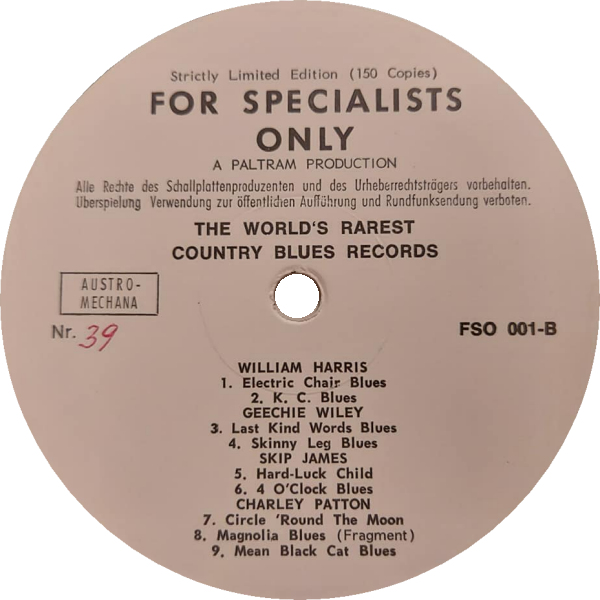 Strictly Limited Edition (150 Copies)
FOR SPECIALISTS
ONLY
A PALTRAM PRODUCTION
Alle Rechte des Schallplattenproduzenten und des Urheberrechtsträgers vorbehalten.
Überspielung Verwendung zur öffentlichen Aufführung und Rundfunksendung verboten.
THE WORLD'S RAREST
COUNTRY BLUES RECORDS
AUSTRO-
MECHANA
Nr. 39
FSO 001-B
WILLIAM HARRIS
1. Electric Chair Blues
2. K. C. Blues
GEECHIE WILEY
3. Last Kind Words Blues
4. Skinny Leg Blues
SKIP JAMES
5. Hard-Luck Child
6. 4 O'Clock Blues
CHARLEY PATTON
7. Circle 'Round The Moon
8. Magnolia Blues (Fragment)
9. Mean Black Cat Blues